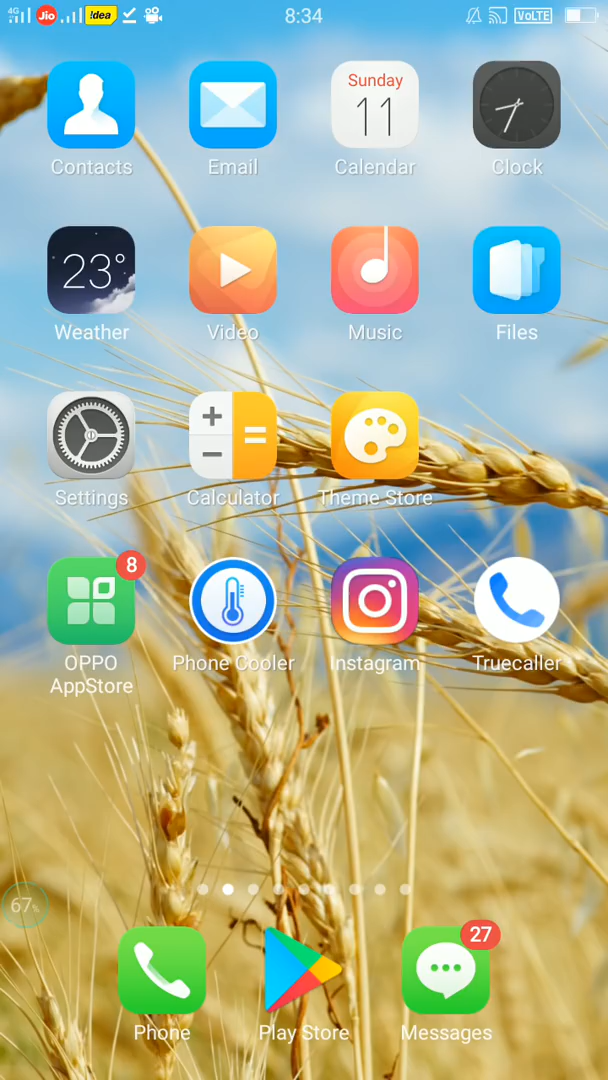 4G Jio !dea 8:34 VoLTE
Sunday
11
Contacts Email Calendar Clock
23°
Weather Video Music Files
Settings Calculator Theme Store
8
OPPO AppStore Phone Cooler Instagram Truecaller
67%
27
Phone Play Store Messages